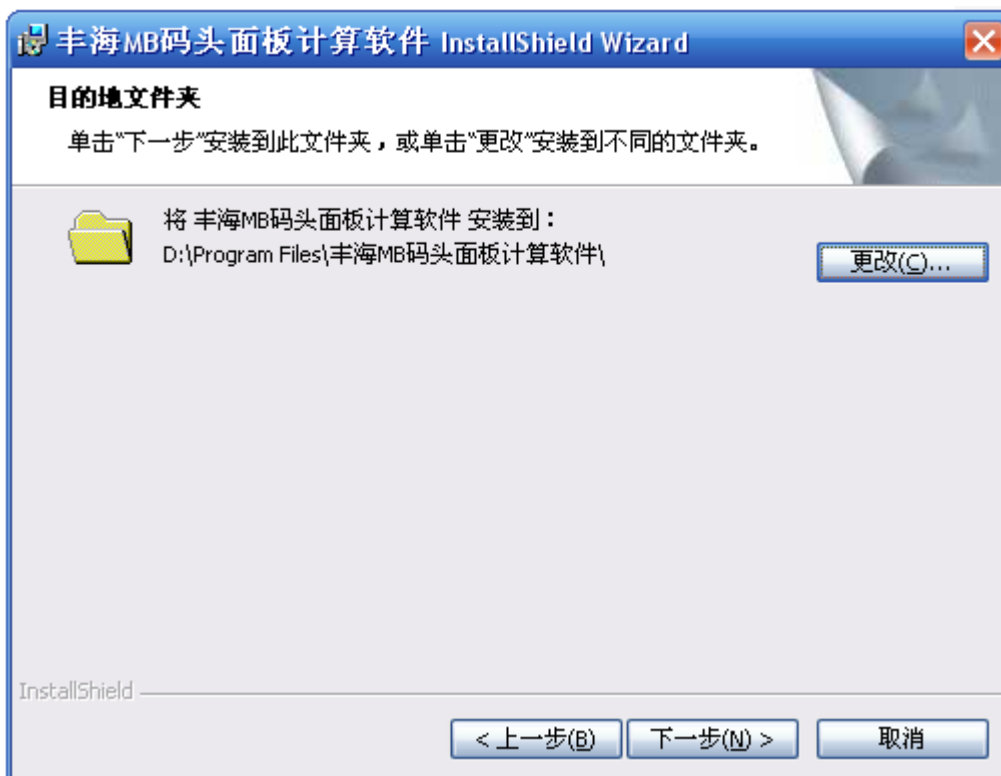 丰海MB码头面板计算软件 InstallShield Wizard
目的地文件夹
单击“下一步”安装到此文件夹，或单击“更改”安装到不同的文件夹。
将 丰海MB码头面板计算软件 安装到：
D:\Program Files\丰海MB码头面板计算软件\
更改(C)...
InstallShield
< 上一步(B)
下一步(N) >
取消